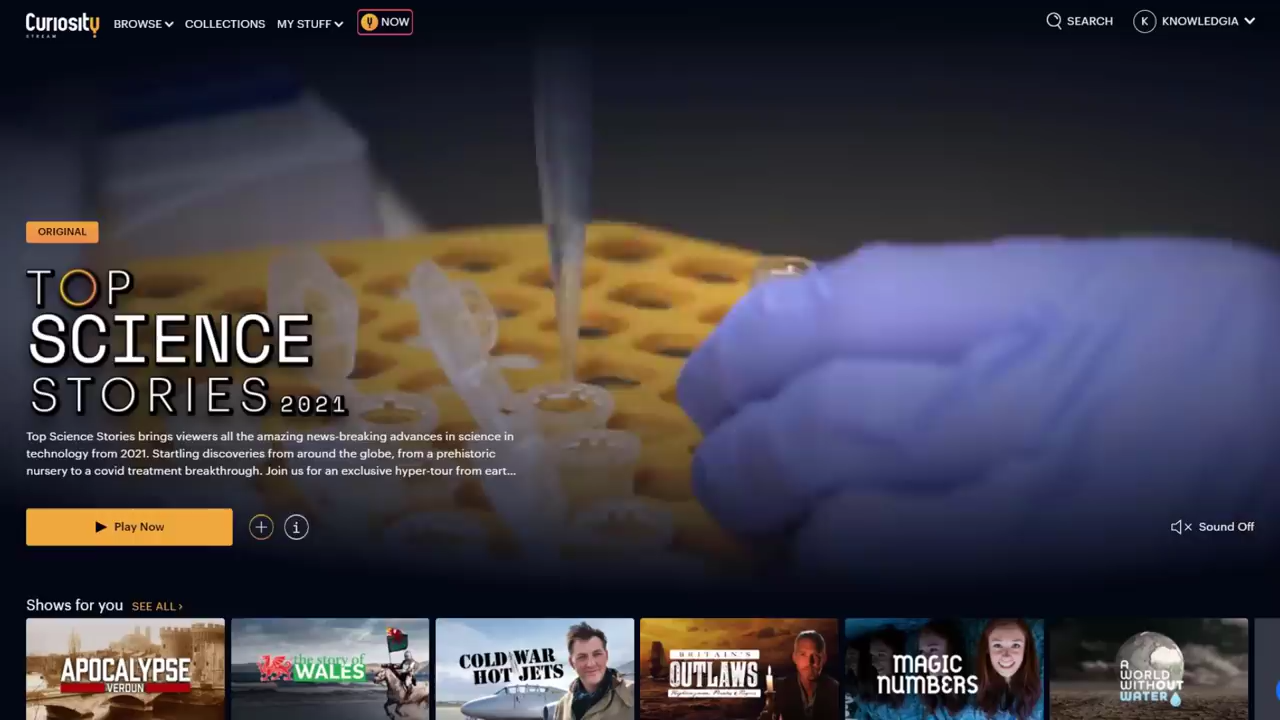 Curiosity
STREAM
BROWSE
COLLECTIONS
MY STUFF
NOW
SEARCH
K
KNOWLEDGIA
ORIGINAL
TOP
SCIENCE
STORIES 2021
Top Science Stories brings viewers all the amazing news-breaking advances in science in
technology from 2021. Startling discoveries from around the globe, from a prehistoric
nursery to a covid treatment breakthrough. Join us for an exclusive hyper-tour from eart...
Play Now
Sound Off
Shows for you SEE ALL ›
APOCALYPSE
VERDUN
the story of
WALES
COLD WAR
HOT JETS
BRITAIN'S
OUTLAWS
MAGIC
NUMBERS
A
WORLD
WITHOUT
WATER